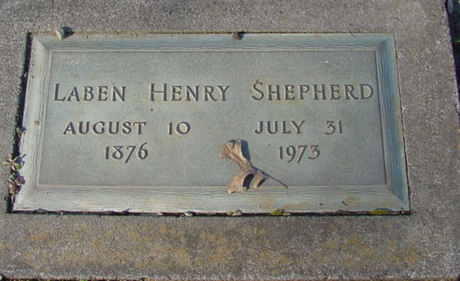 Laben Henry Shepherd
August 10 July 31
1876 1973